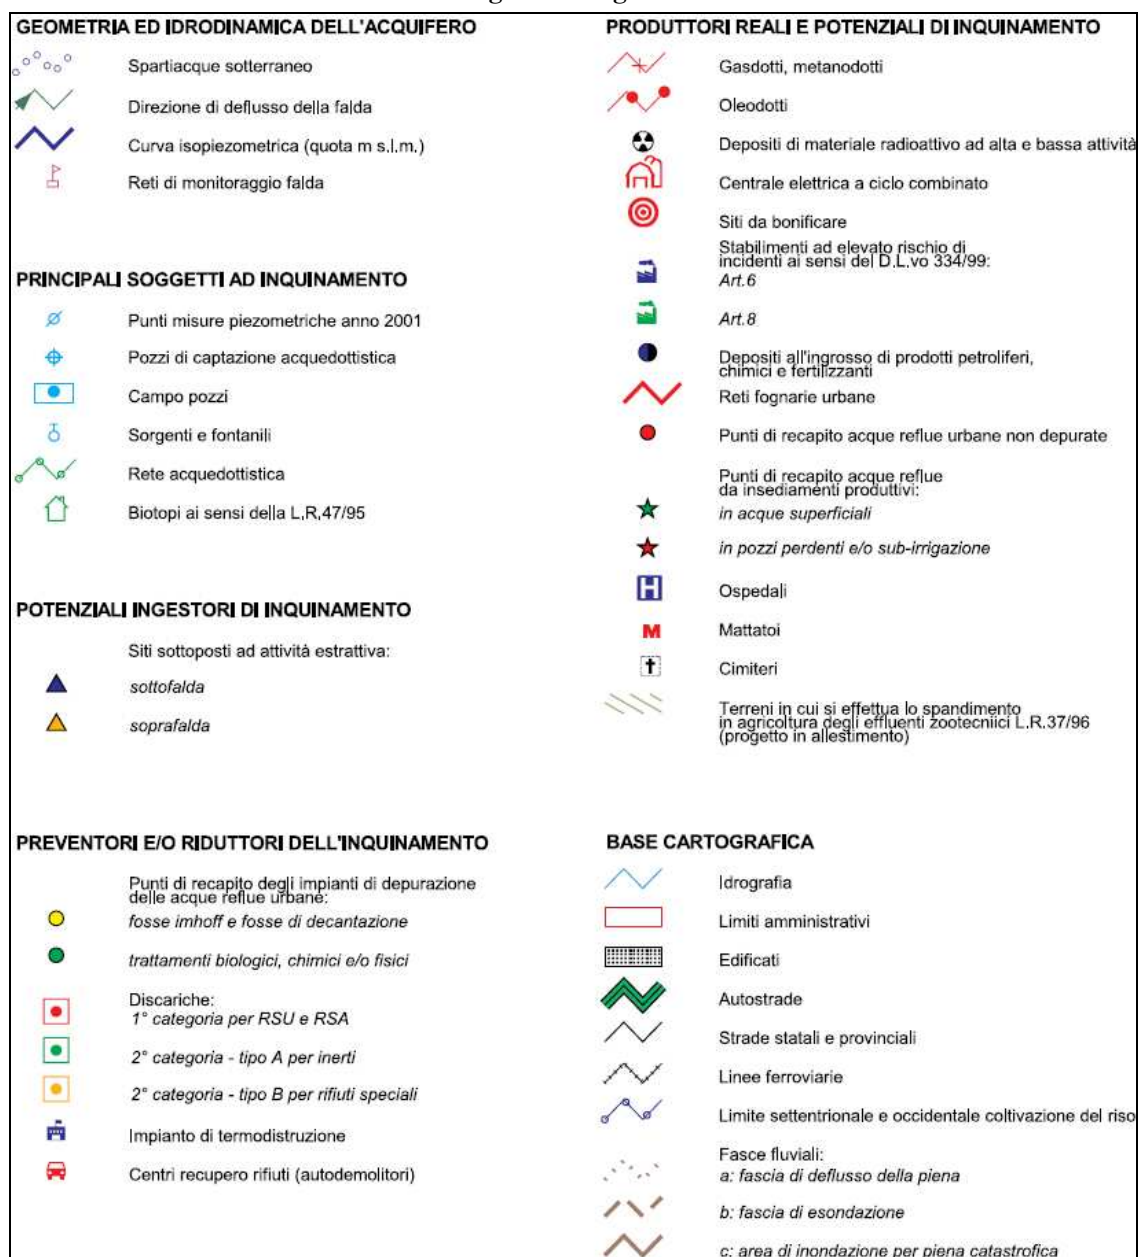 GEOMETRIA ED IDRODINAMICA DELL'ACQUIFERO
Spartiacque sotterraneo
Direzione di deflusso della falda
Curva isopiezometrica (quota m s.l.m.)
Reti di monitoraggio falda
PRINCIPALI SOGGETTI AD INQUINAMENTO
Punti misure piezometriche anno 2001
Pozzi di captazione acquedottistica
Campo pozzi
Sorgenti e fontanili
Rete acquedottistica
Biotopi ai sensi della L.R.47/95
POTENZIALI INGESTORI DI INQUINAMENTO
Siti sottoposti ad attività estrattiva:
sottofalda
soprafalda
PREVENTORI E/O RIDUTTORI DELL'INQUINAMENTO
Punti di recapito degli impianti di depurazione
delle acque reflue urbane:
fosse imhoff e fosse di decantazione
trattamenti biologici, chimici e/o fisici
Discariche:
1° categoria per RSU e RSA
2° categoria - tipo A per inerti
2° categoria - tipo B per rifiuti speciali
Impianto di termodistruzione
Centri recupero rifiuti (autodemolitori)
PRODUTTORI REALI E POTENZIALI DI INQUINAMENTO
Gasdotti, metanodotti
Oleodotti
Depositi di materiale radioattivo ad alta e bassa attività
Centrale elettrica a ciclo combinato
Siti da bonificare
Stabilimenti ad elevato rischio di
incidenti ai sensi del D.L.vo 334/99:
Art.6
Art.8
Depositi all'ingrosso di prodotti petroliferi,
chimici e fertilizzanti
Reti fognarie urbane
Punti di recapito acque reflue urbane non depurate
Punti di recapito acque reflue
da insediamenti produttivi:
in acque superficiali
in pozzi perdenti e/o sub-irrigazione
H
Ospedali
M
Mattatoi
Cimiteri
Terreni in cui si effettua lo spandimento
in agricoltura degli effluenti zootecniici L.R.37/96
(progetto in allestimento)
BASE CARTOGRAFICA
Idrografia
Limiti amministrativi
Edificati
Autostrade
Strade statali e provinciali
Linee ferroviarie
Limite settentrionale e occidentale coltivazione del riso
Fasce fluviali:
a: fascia di deflusso della piena
b: fascia di esondazione
c: area di inondazione per piena catastrofica